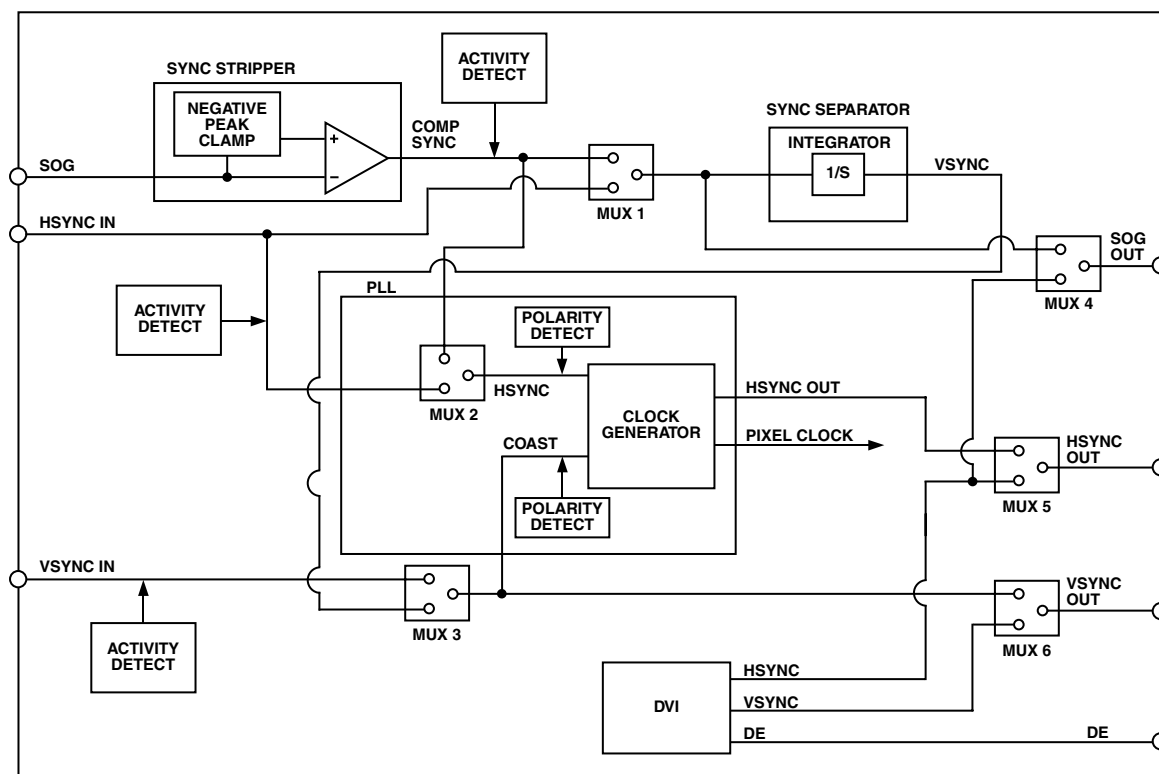 SYNC STRIPPER
NEGATIVE
PEAK
CLAMP
+
−
COMP
SYNC
ACTIVITY
DETECT
SOG
HSYNC IN
MUX 1
SYNC SEPARATOR
INTEGRATOR
1/S
VSYNC
SOG
OUT
MUX 4
ACTIVITY
DETECT
PLL
POLARITY
DETECT
MUX 2
HSYNC
CLOCK
GENERATOR
HSYNC OUT
PIXEL CLOCK
COAST
POLARITY
DETECT
HSYNC
OUT
MUX 5
VSYNC IN
ACTIVITY
DETECT
MUX 3
VSYNC
OUT
MUX 6
DVI
HSYNC
VSYNC
DE
DE